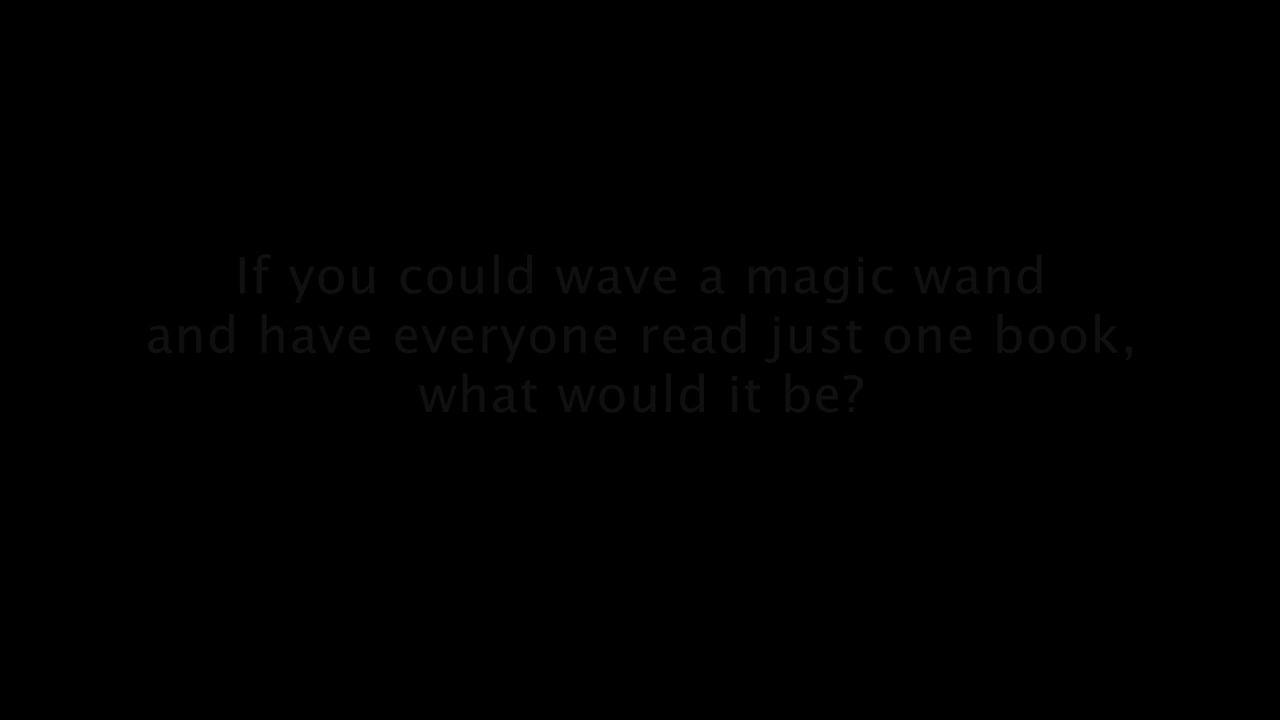 If you could wave a magic wand
and have everyone read just one book,
what would it be?